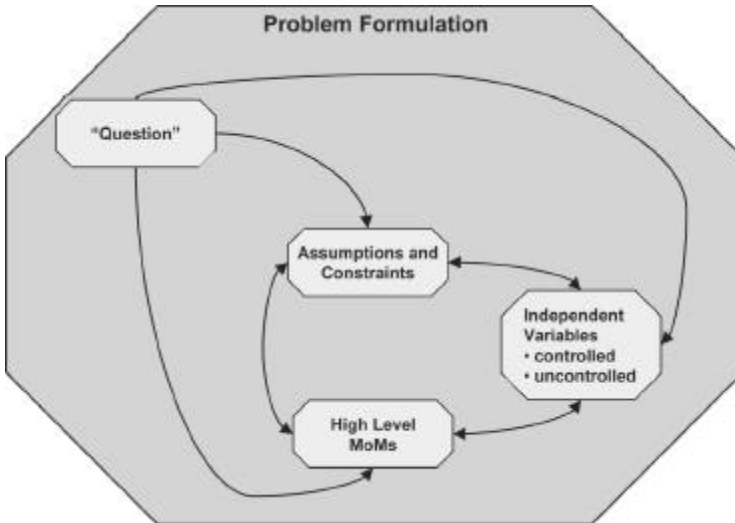 Problem Formulation
“Question”
Assumptions and
Constraints
Independent
Variables
• controlled
• uncontrolled
High Level
MoMs